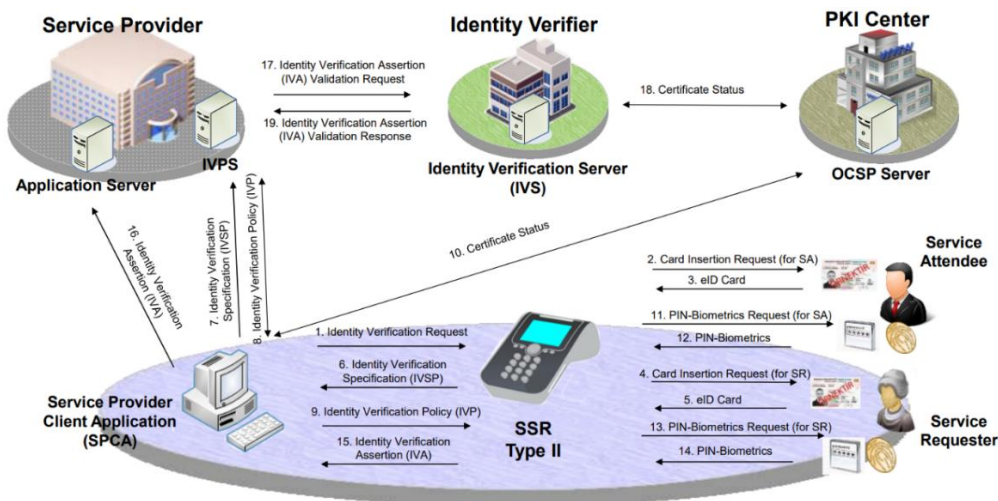 Service Provider
Identity Verifier
PKI Center
17. Identity Verification Assertion
(IVA) Validation Request
19. Identity Verification Assertion
(IVA) Validation Response
18. Certificate Status
Application Server
IVPS
Identity Verification Server
(IVS)
OCSP Server
16. Identity Verification
Assertion (IVA)
7. Identity Verification
Specification (IVSP)
8. Identity Verification Policy (IVP)
10. Certificate Status
Service
Attendee
2. Card Insertion Request (for SA)
3. eID Card
11. PIN-Biometrics Request (for SA)
12. PIN-Biometrics
1. Identity Verification Request
6. Identity Verification
Specification (IVSP)
9. Identity Verification Policy (IVP)
15. Identity Verification
Assertion (IVA)
Service Provider
Client Application
(SPCA)
SSR
Type II
4. Card Insertion Request (for SR)
5. eID Card
13. PIN-Biometrics Request (for SR)
14. PIN-Biometrics
Service
Requester
ÖRNEKTİR
ÖRNEKTİR